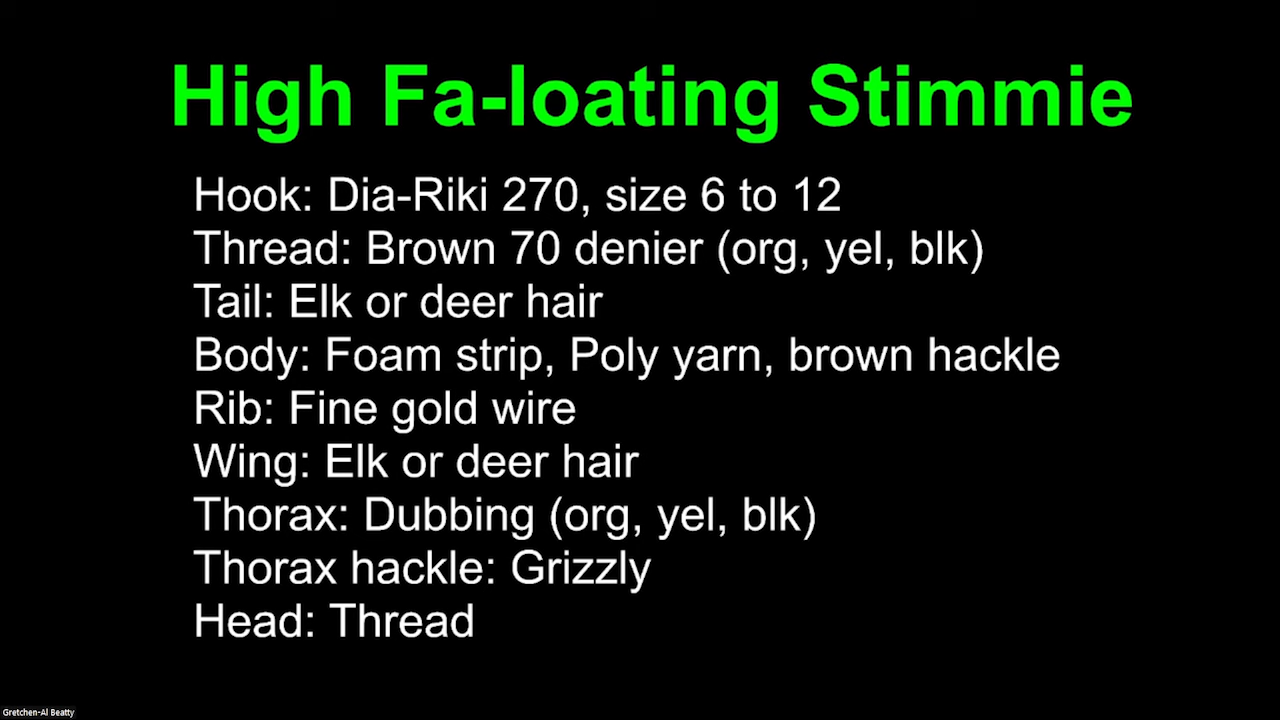 High Fa-loating Stimmie
Hook: Dia-Riki 270, size 6 to 12
Thread: Brown 70 denier (org, yel, blk)
Tail: Elk or deer hair
Body: Foam strip, Poly yarn, brown hackle
Rib: Fine gold wire
Wing: Elk or deer hair
Thorax: Dubbing (org, yel, blk)
Thorax hackle: Grizzly
Head: Thread
Gretchen-Al Beatty